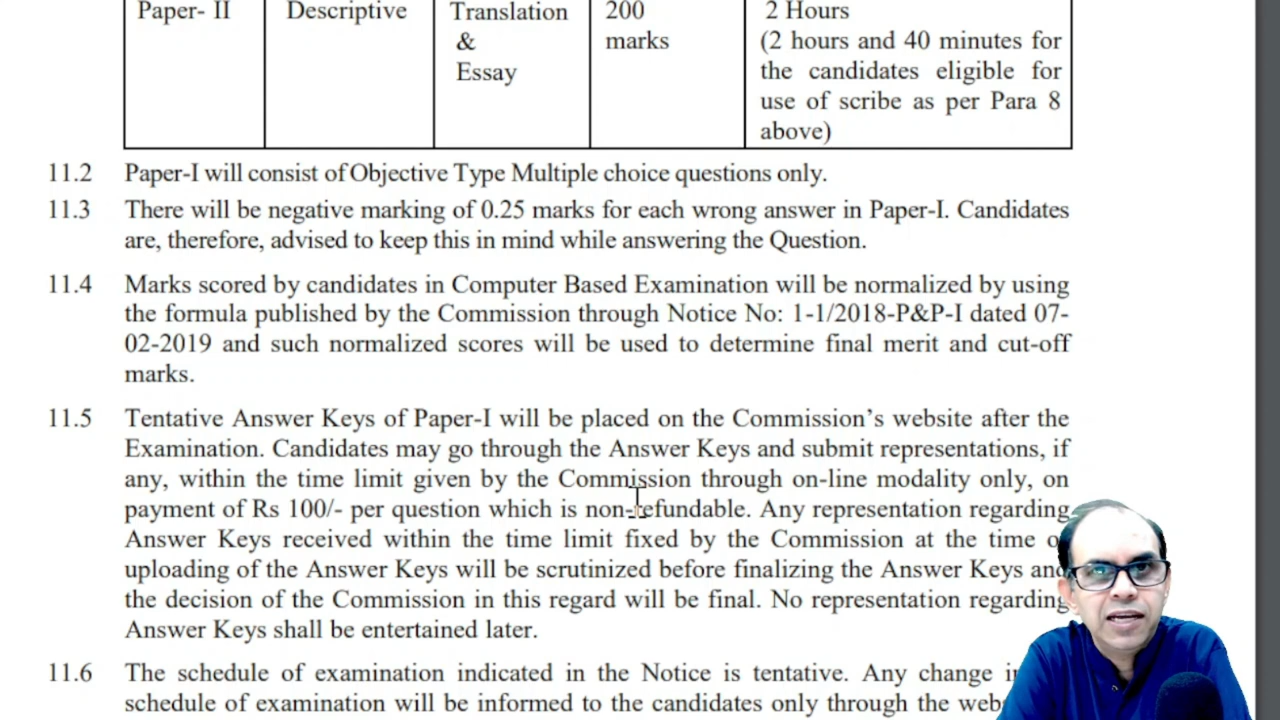 Paper- II Descriptive Translation 200 2 Hours
& marks (2 hours and 40 minutes for
Essay the candidates eligible for
use of scribe as per Para 8
above)
11.2 Paper-I will consist of Objective Type Multiple choice questions only.
11.3 There will be negative marking of 0.25 marks for each wrong answer in Paper-I. Candidates
are, therefore, advised to keep this in mind while answering the Question.
11.4 Marks scored by candidates in Computer Based Examination will be normalized by using
the formula published by the Commission through Notice No: 1-1/2018-P&P-I dated 07-
02-2019 and such normalized scores will be used to determine final merit and cut-off
marks.
11.5 Tentative Answer Keys of Paper-I will be placed on the Commission’s website after the
Examination. Candidates may go through the Answer Keys and submit representations, if
any, within the time limit given by the Commission through on-line modality only, on
payment of Rs 100/- per question which is non-refundable. Any representation regarding
Answer Keys received within the time limit fixed by the Commission at the time
uploading of the Answer Keys will be scrutinized before finalizing the Answer Keys and
the decision of the Commission in this regard will be final. No representation regarding
Answer Keys shall be entertained later.
11.6 The schedule of examination indicated in the Notice is tentative. Any change
schedule of examination will be informed to the candidates only through the